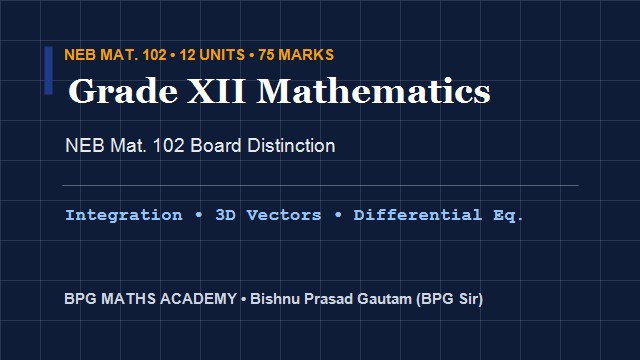 NEB MAT. 102 • 12 UNITS • 75 MARKS
Grade XII Mathematics
NEB Mat. 102 Board Distinction
Integration • 3D Vectors • Differential Eq.
BPG MATHS ACADEMY • Bishnu Prasad Gautam (BPG Sir)